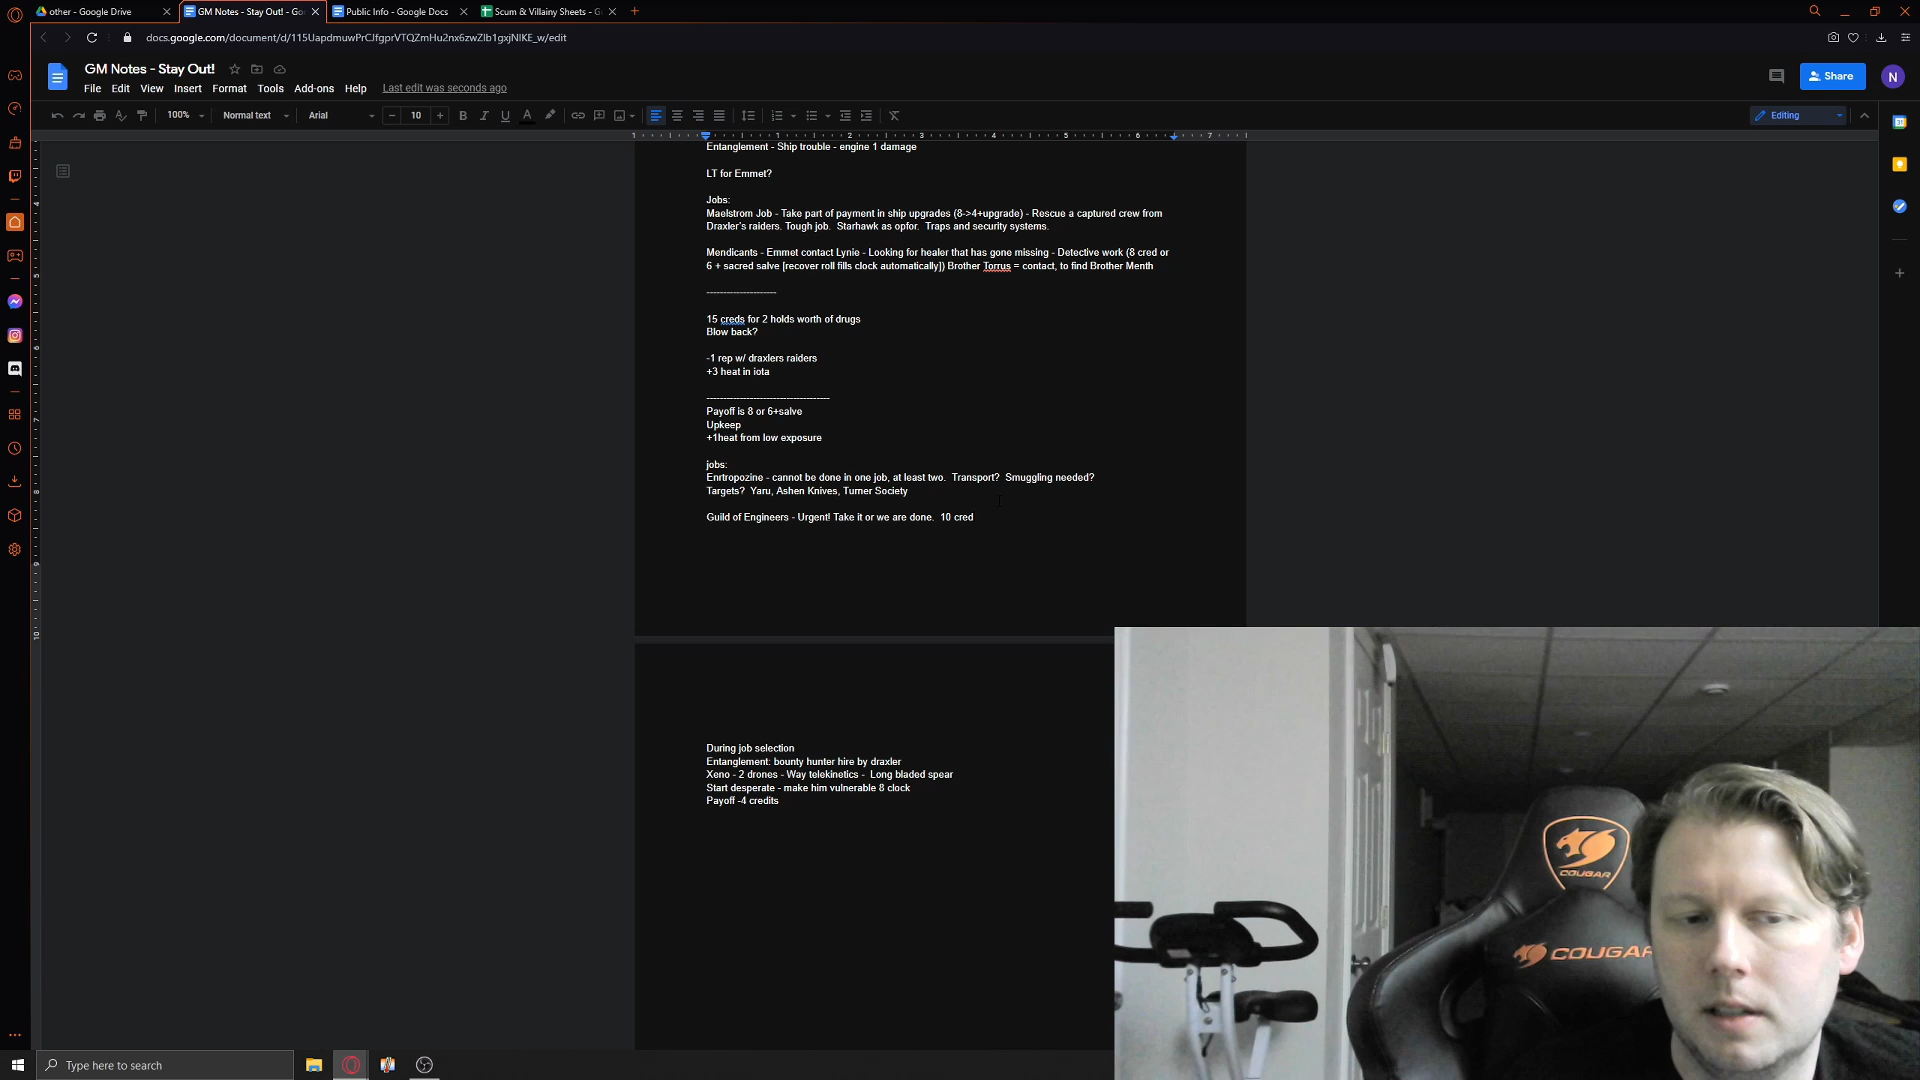 other - Google Drive
GM Notes - Stay Out! - Go
Public Info - Google Docs
Scum & Villainy Sheets - G
docs.google.com/document/d/115UapdmuwPrCJfgprVTQZmHu2nx6zwZIb1gxjNIKE_w/edit
GM Notes - Stay Out!
File Edit View Insert Format Tools Add-ons Help Last edit was seconds ago
Share
N
100% Normal text Arial 10 B I U A
Editing
1 1 2 3 4 5 6 7
Entanglement - Ship trouble - engine 1 damage
LT for Emmet?
Jobs:
Maelstrom Job - Take part of payment in ship upgrades (8->4+upgrade) - Rescue a captured crew from
Draxler's raiders. Tough job. Starhawk as opfor. Traps and security systems.
Mendicants - Emmet contact Lynie - Looking for healer that has gone missing - Detective work (8 cred or
6 + sacred salve [recover roll fills clock automatically]) Brother Torrus = contact, to find Brother Menth
---------------------
15 creds for 2 holds worth of drugs
Blow back?
-1 rep w/ draxlers raiders
+3 heat in iota
-------------------------------------
Payoff is 8 or 6+salve
Upkeep
+1heat from low exposure
jobs:
Enrtropozine - cannot be done in one job, at least two. Transport? Smuggling needed?
Targets? Yaru, Ashen Knives, Turner Society
Guild of Engineers - Urgent! Take it or we are done. 10 cred
During job selection
Entanglement: bounty hunter hire by draxler
Xeno - 2 drones - Way telekinetics - Long bladed spear
Start desperate - make him vulnerable 8 clock
Payoff -4 credits
COUGAR
COUGAR
Type here to search